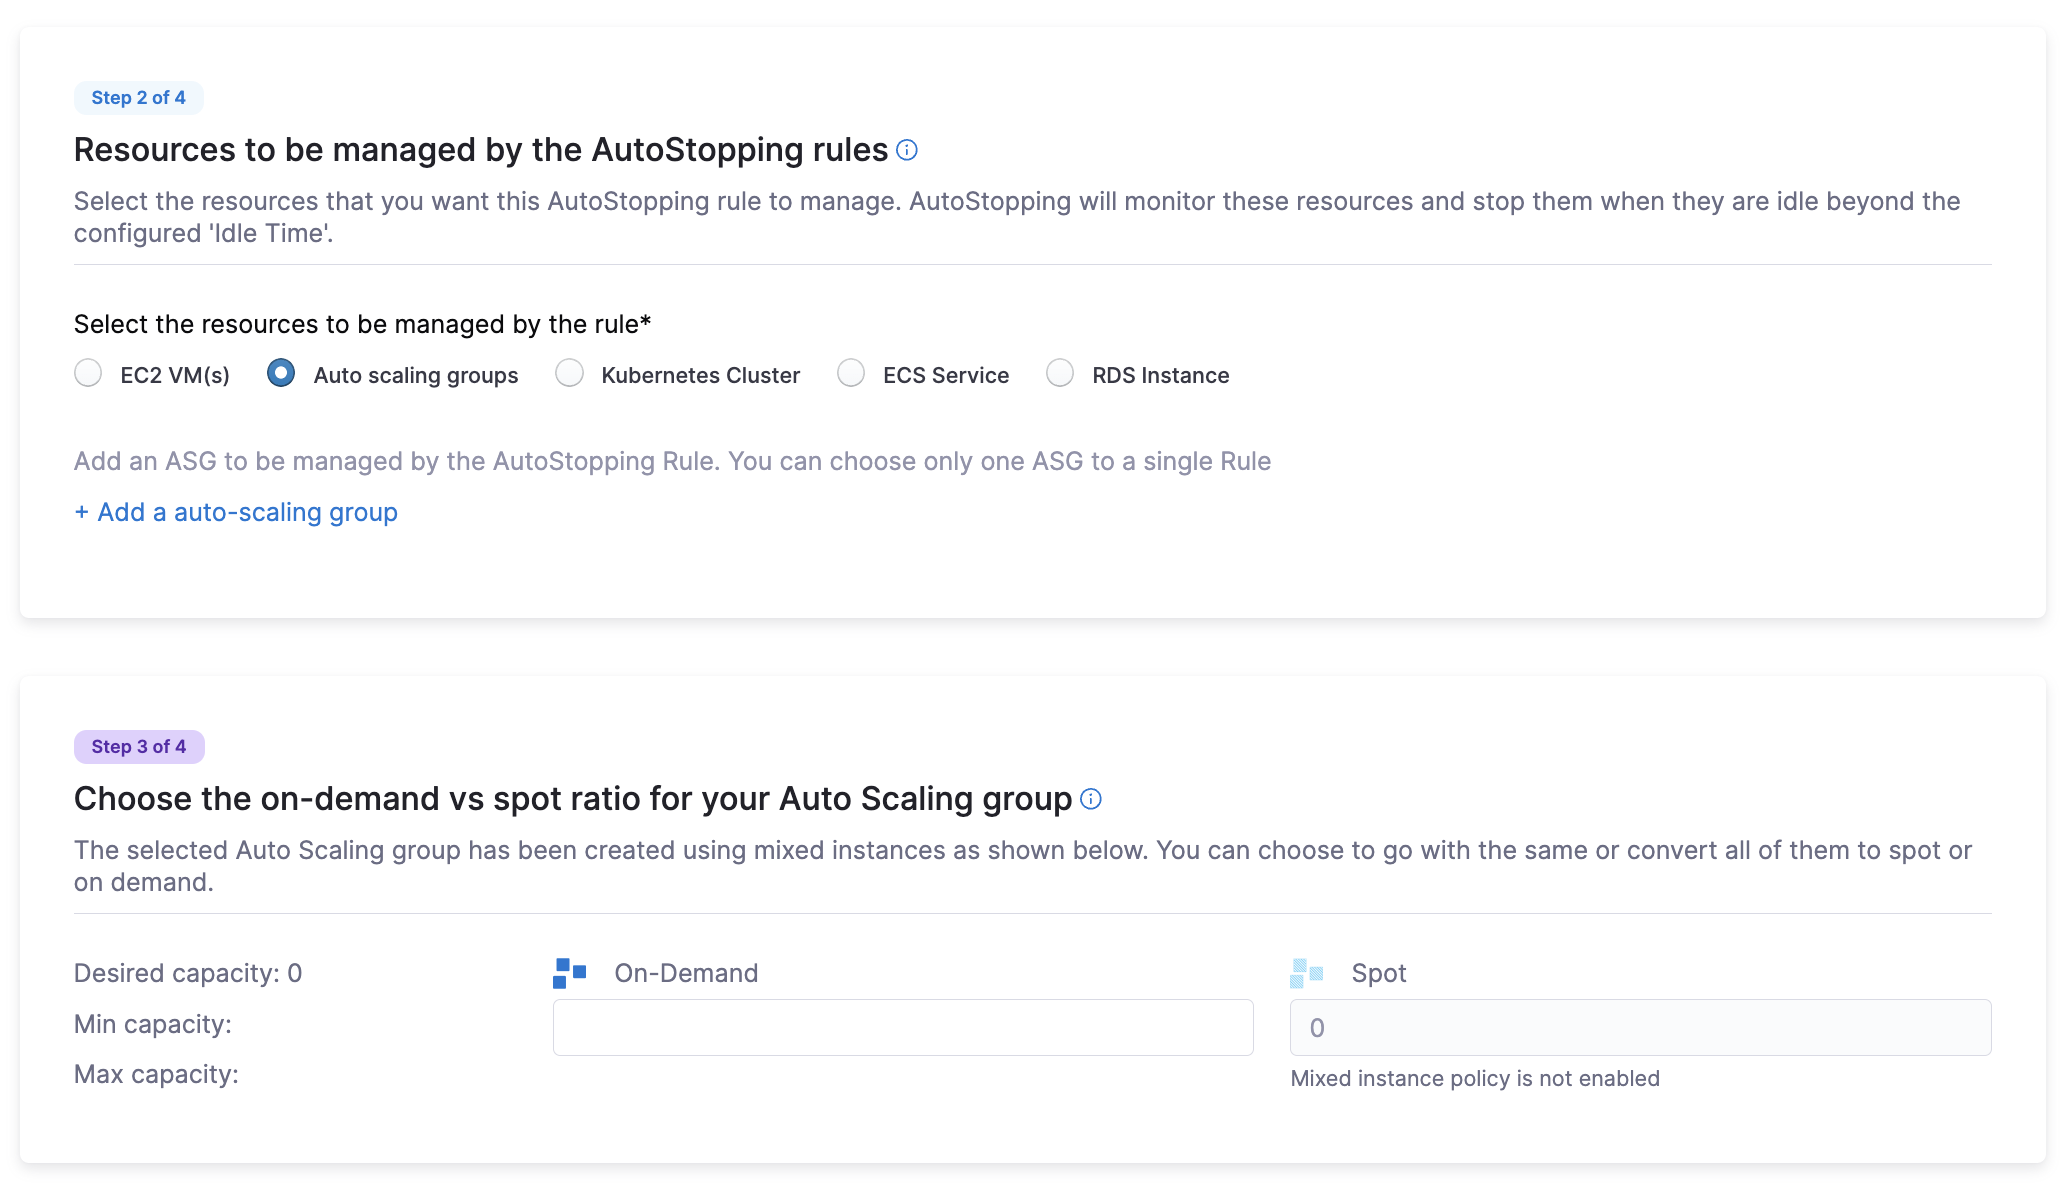 Step 2 of 4
Resources to be managed by the AutoStopping rules
Select the resources that you want this AutoStopping rule to manage. AutoStopping will monitor these resources and stop them when they are idle beyond the
configured 'Idle Time'.
Select the resources to be managed by the rule*
EC2 VM(s) Auto scaling groups Kubernetes Cluster ECS Service RDS Instance
Add an ASG to be managed by the AutoStopping Rule. You can choose only one ASG to a single Rule
+ Add a auto-scaling group
Step 3 of 4
Choose the on-demand vs spot ratio for your Auto Scaling group
The selected Auto Scaling group has been created using mixed instances as shown below. You can choose to go with the same or convert all of them to spot or
on demand.
Desired capacity: 0
Min capacity:
Max capacity:
On-Demand
Spot
0
Mixed instance policy is not enabled